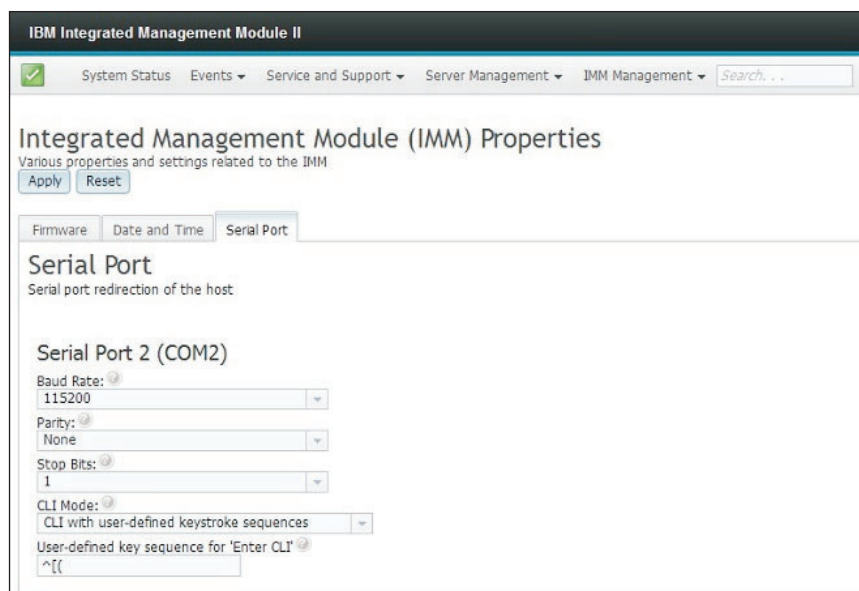 IBM Integrated Management Module II
System Status Events Service and Support Server Management IMM Management Search. . .
Integrated Management Module (IMM) Properties
Various properties and settings related to the IMM
Apply Reset
Firmware Date and Time Serial Port
Serial Port
Serial port redirection of the host
Serial Port 2 (COM2)
Baud Rate:
115200
Parity:
None
Stop Bits:
1
CLI Mode:
CLI with user-defined keystroke sequences
User-defined key sequence for 'Enter CLI'
^[(